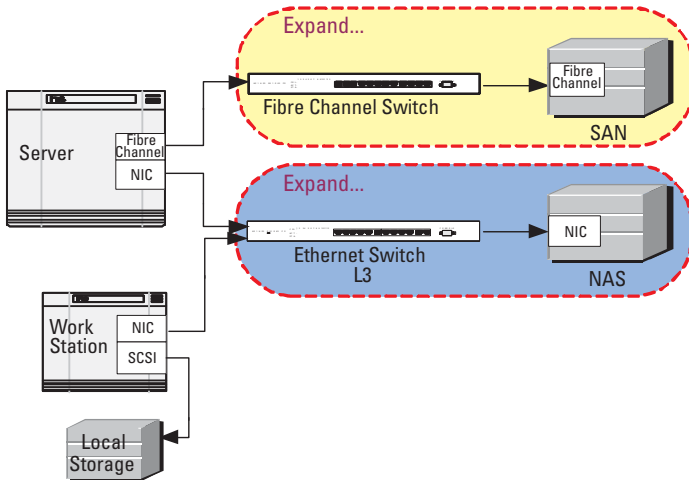 Expand...
Fibre
Channel
Fibre Channel Switch
SAN
Server
Fibre
Channel
NIC
Expand...
NIC
Ethernet Switch
L3
NAS
Work
Station
NIC
SCSI
Local
Storage